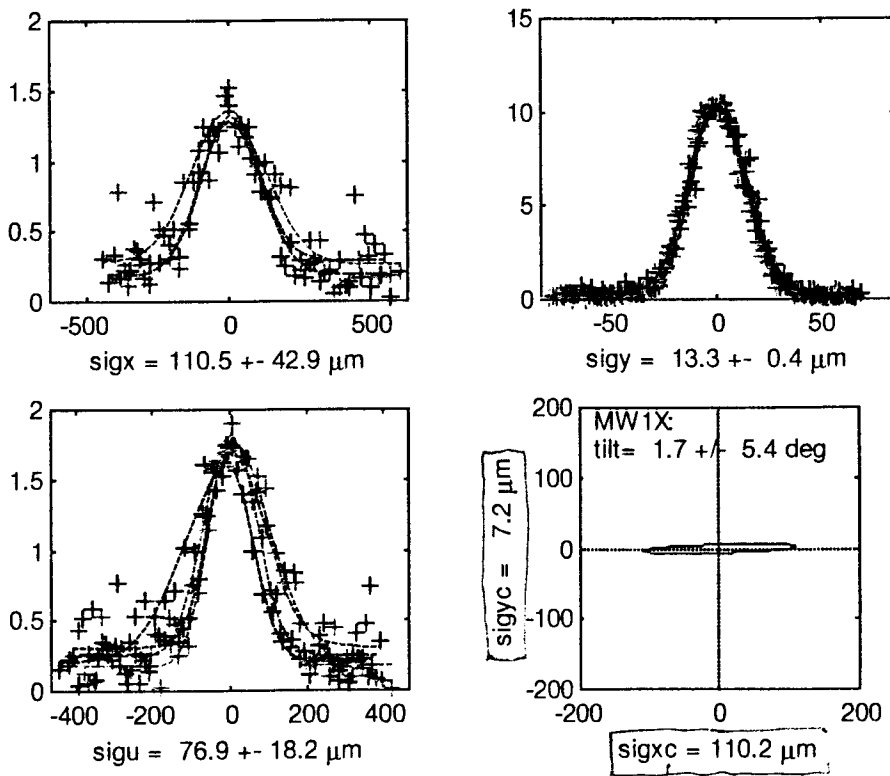 2
1.5
1
0.5
0
-500 0 500
sigx = 110.5 +- 42.9 µm
15
10
5
0
-50 0 50
sigy = 13.3 +- 0.4 µm
2
1.5
1
0.5
0
-400 -200 0 200 400
sigu = 76.9 +- 18.2 µm
200
100
0
-100
-200
-200 0 200
MW1X:
tilt= 1.7 +/- 5.4 deg
sigyc = 7.2 µm
sigxc = 110.2 µm